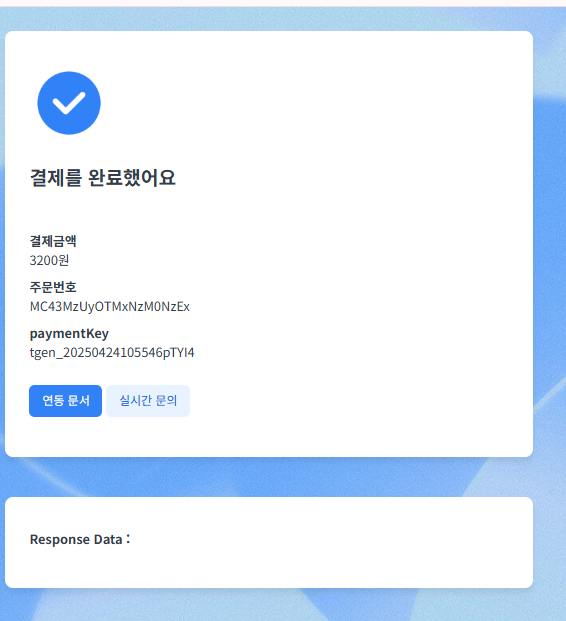 결제를 완료했어요
결제금액
3200원
주문번호
MC43MzUyOTMxNzM0NzEx
paymentKey
tgen_20250424105546pTYI4
연동 문서
실시간 문의
Response Data :